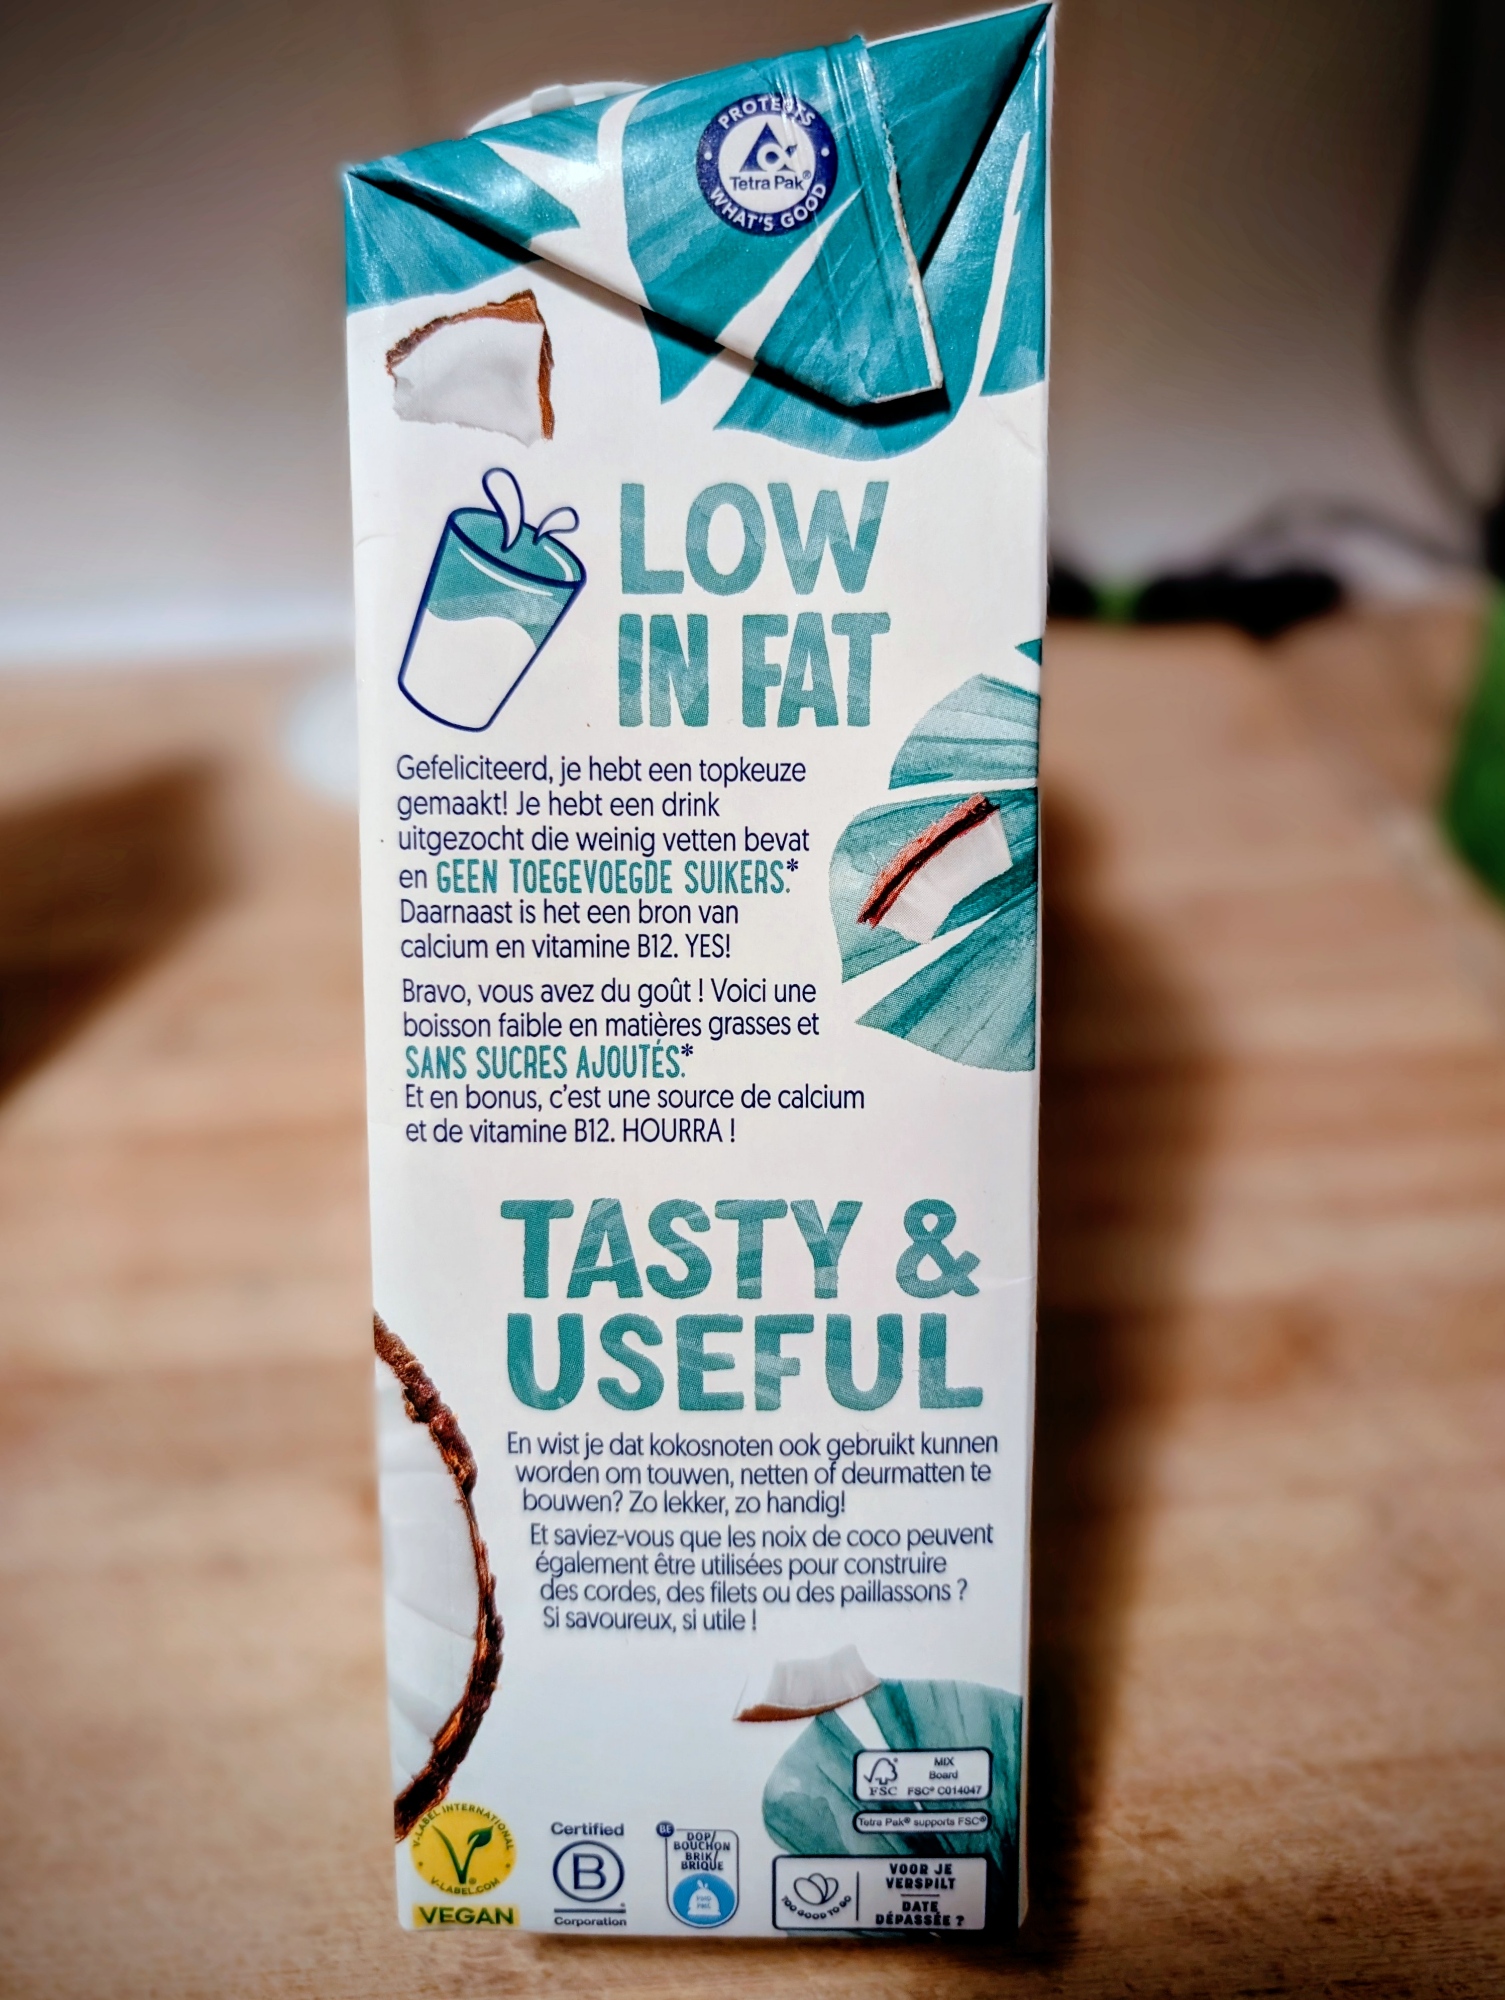 PROTECTS
Tetra Pak®
WHAT'S GOOD
LOW
IN FAT
Gefeliciteerd, je hebt een topkeuze
gemaakt! Je hebt een drink
uitgezocht die weinig vetten bevat
en GEEN TOEGEVOEGDE SUIKERS.*
Daarnaast is het een bron van
calcium en vitamine B12. YES!
Bravo, vous avez du goût ! Voici une
boisson faible en matières grasses et
SANS SUCRES AJOUTÉS.*
Et en bonus, c'est une source de calcium
et de vitamine B12. HOURRA !
TASTY &
USEFUL
En wist je dat kokosnoten ook gebruikt kunnen
worden om touwen, netten of deurmatten te
bouwen? Zo lekker, zo handig!
Et saviez-vous que les noix de coco peuvent
également être utilisées pour construire
des cordes, des filets ou des paillassons ?
Si savoureux, si utile !
MIX
Board
FSC FSC® C014047
Tetra Pak® supports FSC®
V-LABEL INTERNATIONAL
V-LABEL.COM
VEGAN
Certified
B
Corporation
BE
DOP/
BOUCHON
BRIK/
BRIQUE
TOO GOOD TO GO
VOOR JE
VERSPILT
DATE
DÉPASSÉE ?